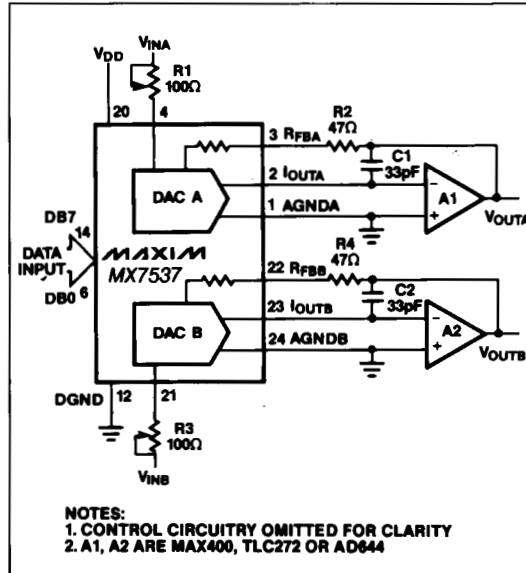 VINA
VDD
R1
100Ω
20
4
3 RFBA
R2
47Ω
C1
33pF
2 IOUTA
DAC A
1 AGNDA
A1
VOUTA
DB7
14
DATA
INPUT
DB0
6
MAXIM
MX7537
22 RFBB
R4
47Ω
C2
33pF
23 IOUTB
DAC B
24 AGNDB
A2
VOUTB
DGND
12
21
R3
100Ω
VINB
NOTES:
1. CONTROL CIRCUITRY OMITTED FOR CLARITY
2. A1, A2 ARE MAX400, TLC272 OR AD644